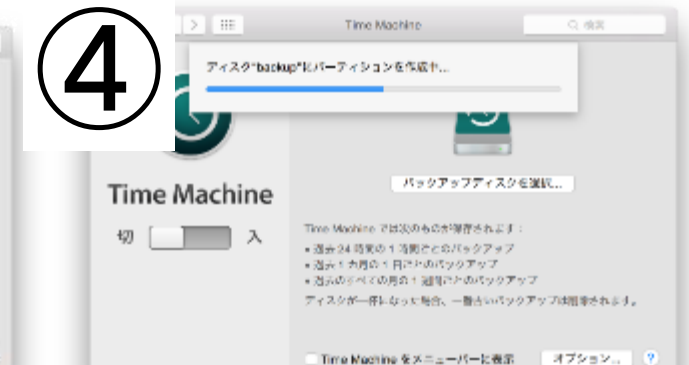 ④
Time Machine
検索
ディスク"backup"にパーティションを作成中...
Time Machine
切 入
バックアップディスクを選択...
Time Machine では次のものが保存されます：
• 過去 24 時間の 1 時間ごとのバックアップ
• 過去 1 カ月の 1 日ごとのバックアップ
• 過去のすべての月の 1 週間ごとのバックアップ
ディスクが一杯になった場合、一番古いバックアップは削除されます。
Time Machine をメニューバーに表示 オプション... ?